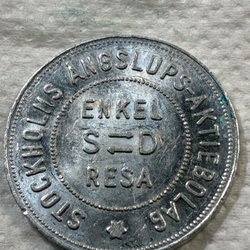 STOCKHOLMS ÅNGSLUPS-AKTIEBOLAG
ENKEL
S⇌D
RESA